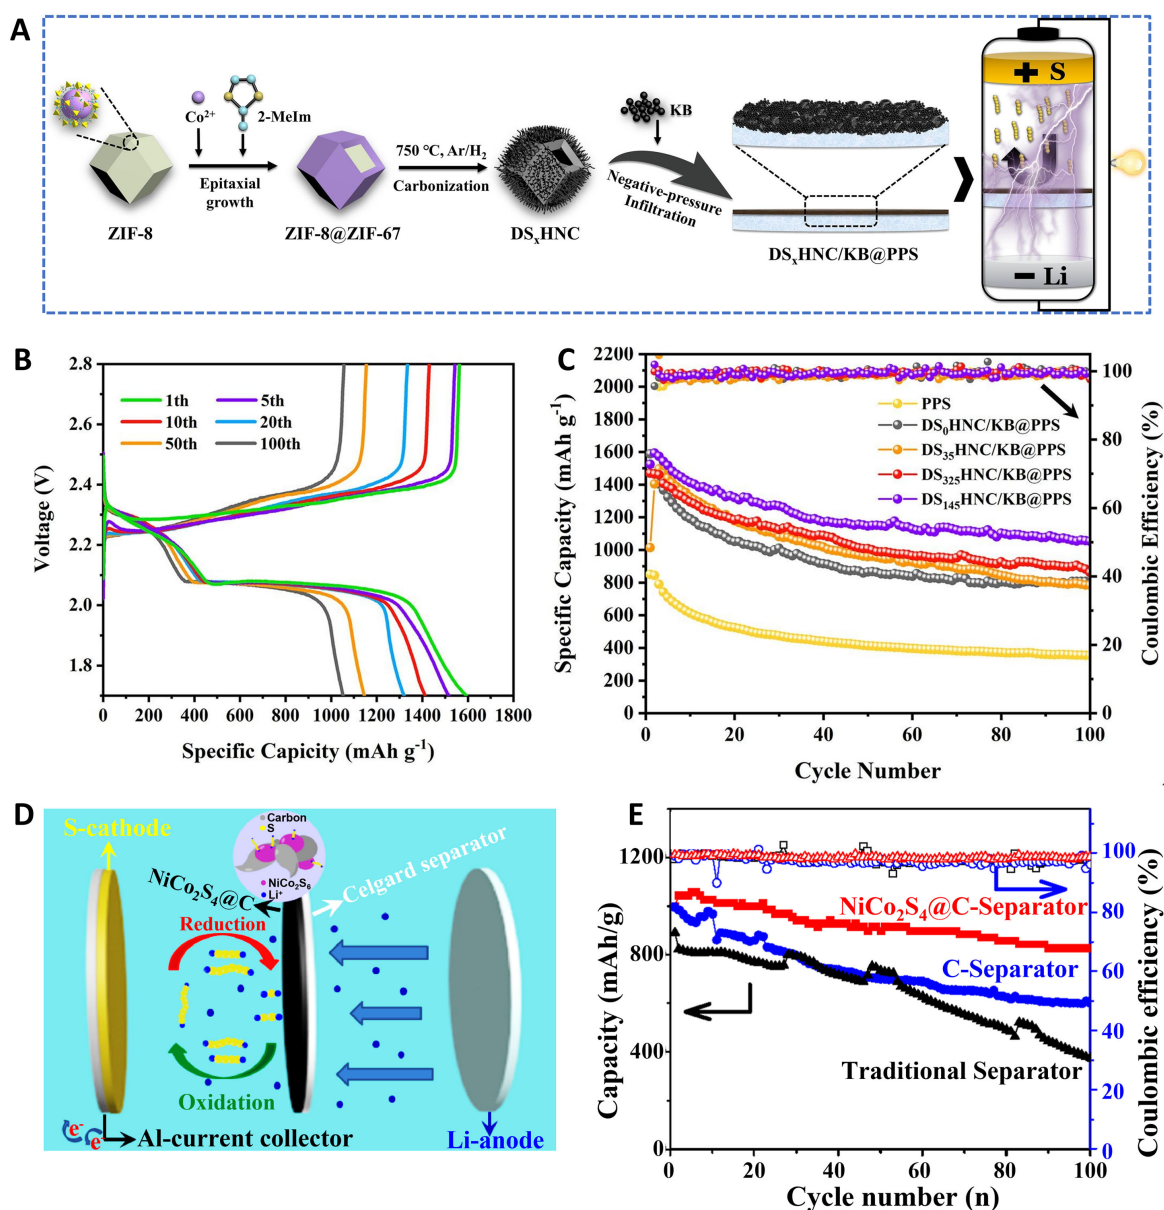 A
Co²⁺
2-MeIm
KB
S
750 ℃, Ar/H₂
Epitaxial
growth
Carbonization
Negative-pressure
Infiltration
ZIF-8
ZIF-8@ZIF-67
DSₓHNC
DSₓHNC/KB@PPS
Li
B
2.8
2.6
2.4
2.2
2.0
1.8
Voltage (V)
1th
5th
10th
20th
50th
100th
0 200 400 600 800 1000 1200 1400 1600 1800
Specific Capicity (mAh g⁻¹)
C
2200
2000
1800
1600
1400
1200
1000
800
600
400
200
0
Specific Capacity (mAh g⁻¹)
PPS
DS₀HNC/KB@PPS
DS₃₅HNC/KB@PPS
DS₃₂₅HNC/KB@PPS
DS₁₄₅HNC/KB@PPS
100
80
60
40
20
0
Coulombic Efficiency (%)
0 20 40 60 80 100
Cycle Number
D
S-cathode
Carbon
S
NiCo₂S₆
Li⁺
NiCo₂S₄@C
Celgard separator
Reduction
Oxidation
e⁻
e⁻
Al-current collector
Li-anode
E
1200
800
400
0
Capacity (mAh/g)
NiCo₂S₄@C-Separator
C-Separator
Traditional Separator
100
80
60
40
20
0
Coulombic efficiency (%)
0 20 40 60 80 100
Cycle number (n)